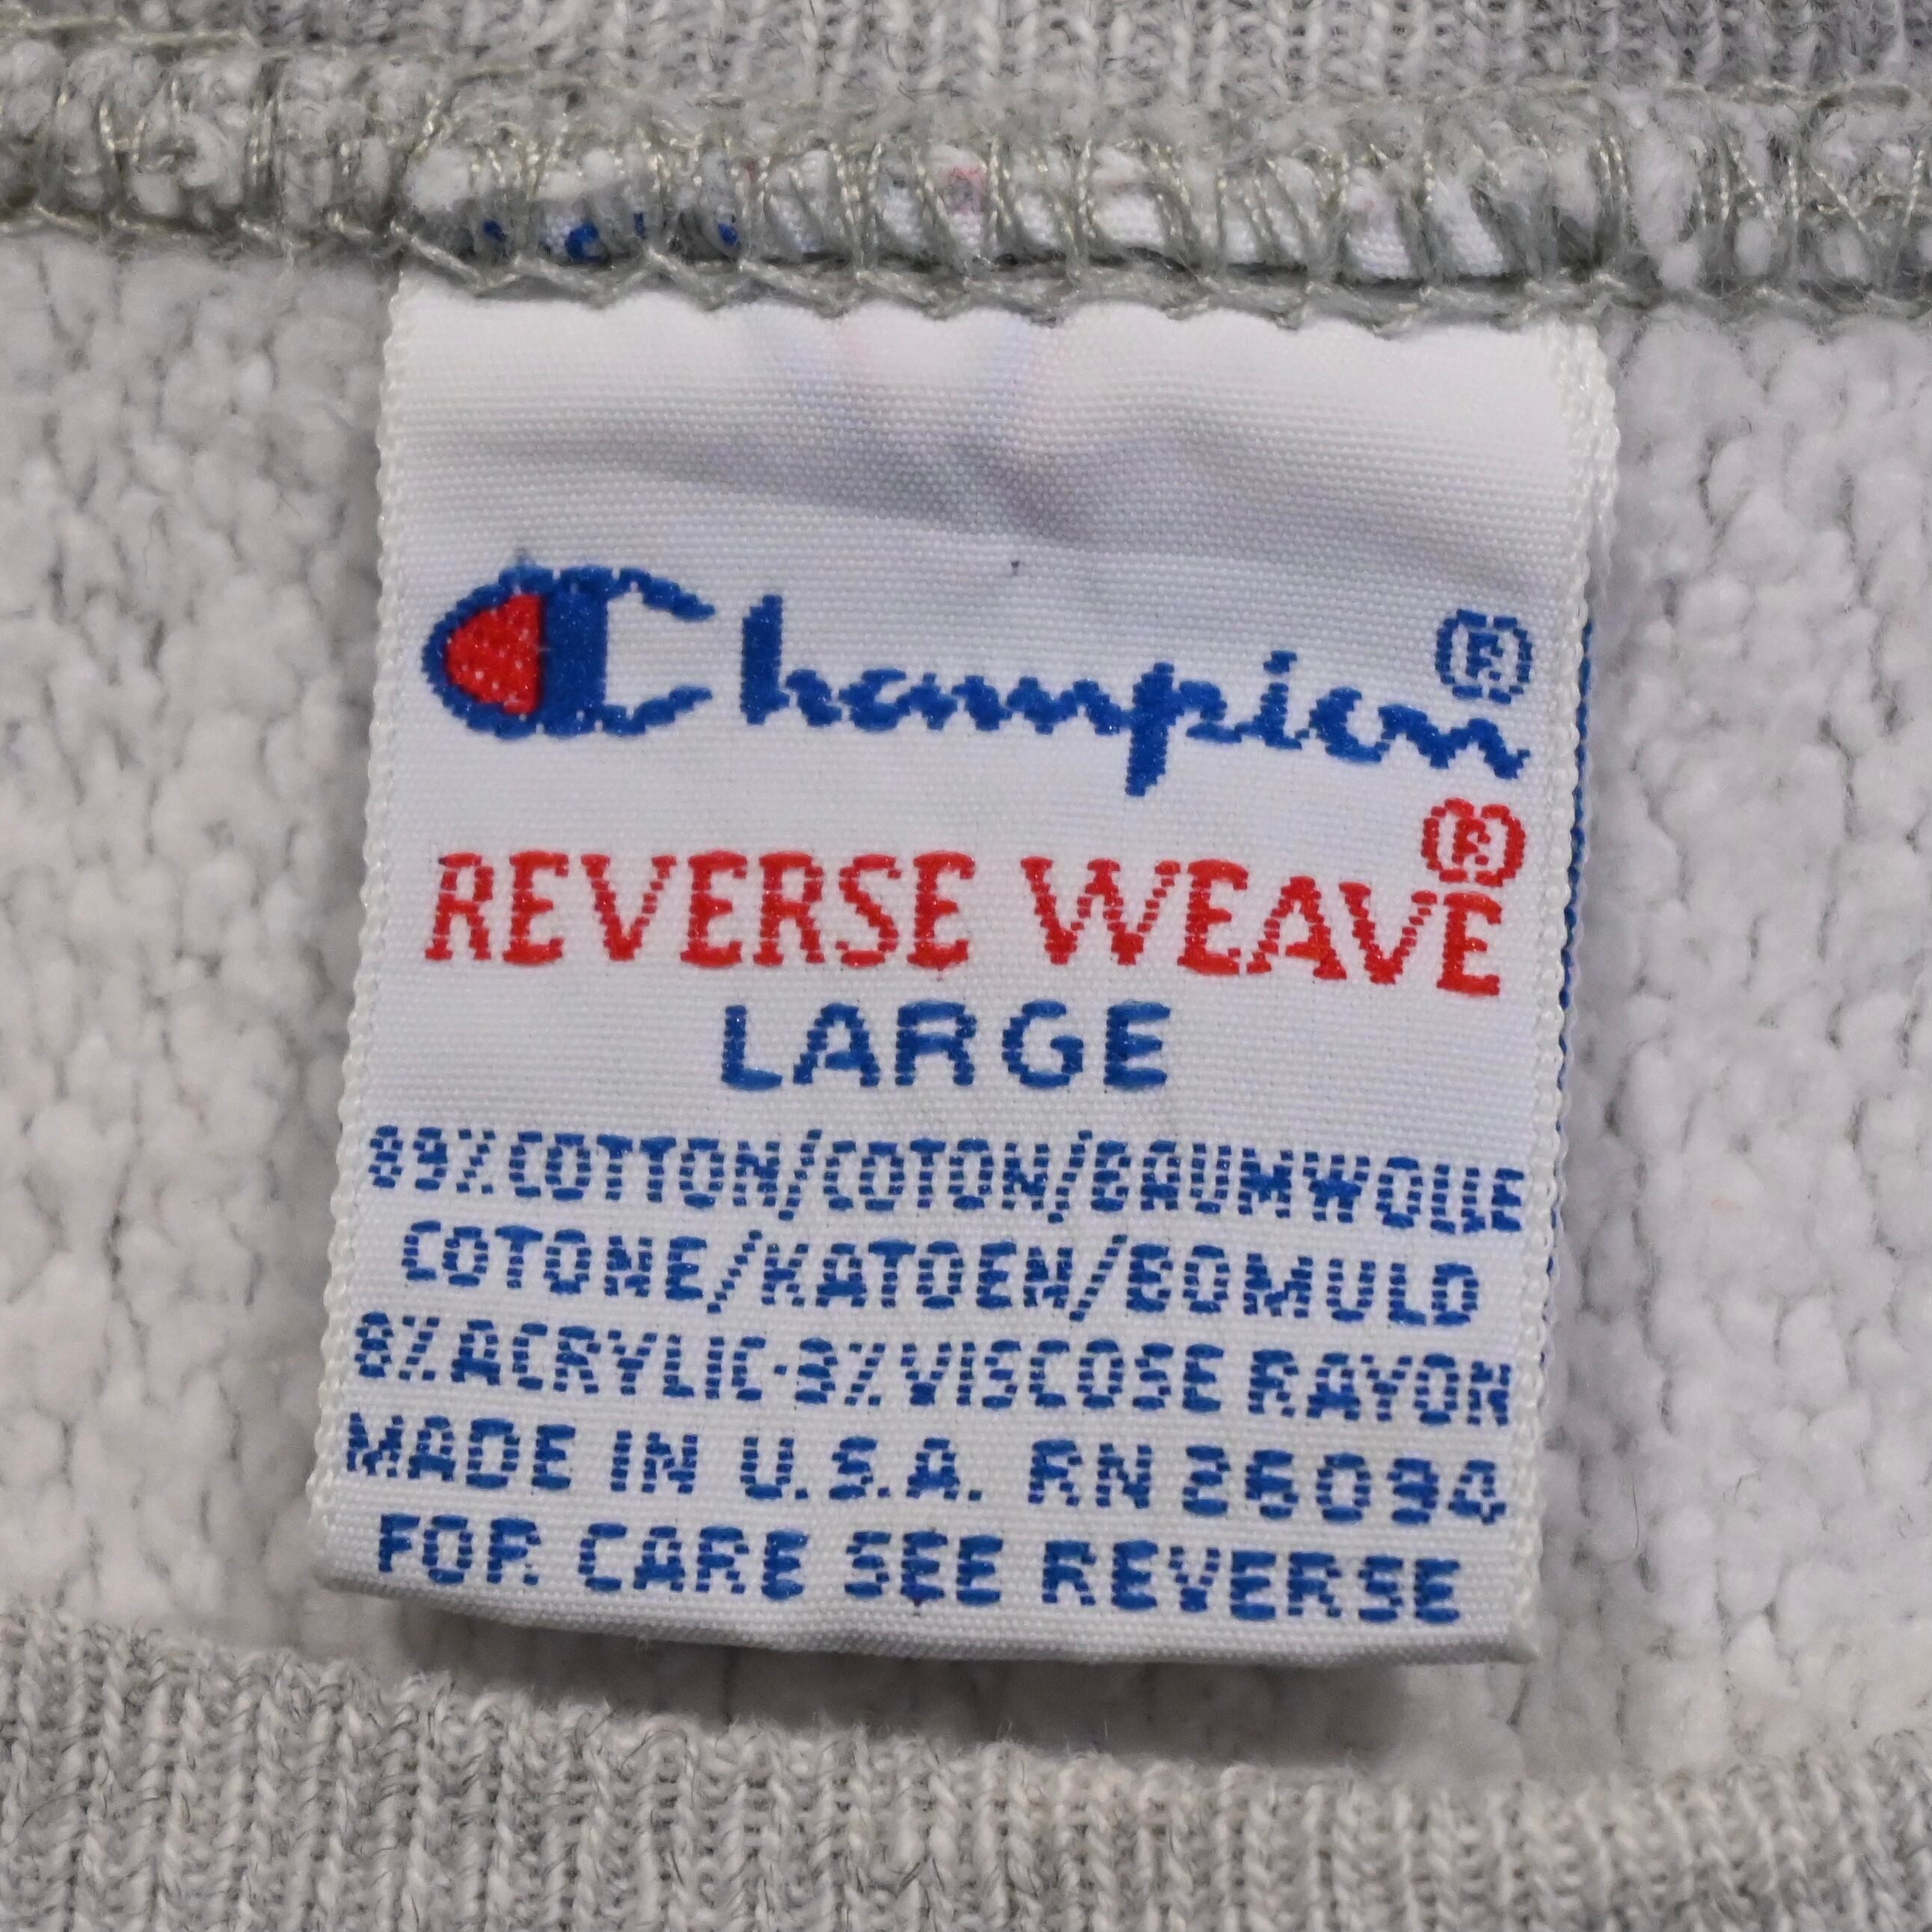 Champion®
REVERSE WEAVE®
LARGE
89% COTTON/COTON/BAUMWOLLE
COTONE/KATOEN/BOMULD
8% ACRYLIC-3% VISCOSE RAYON
MADE IN U.S.A. RN 26094
FOR CARE SEE REVERSE